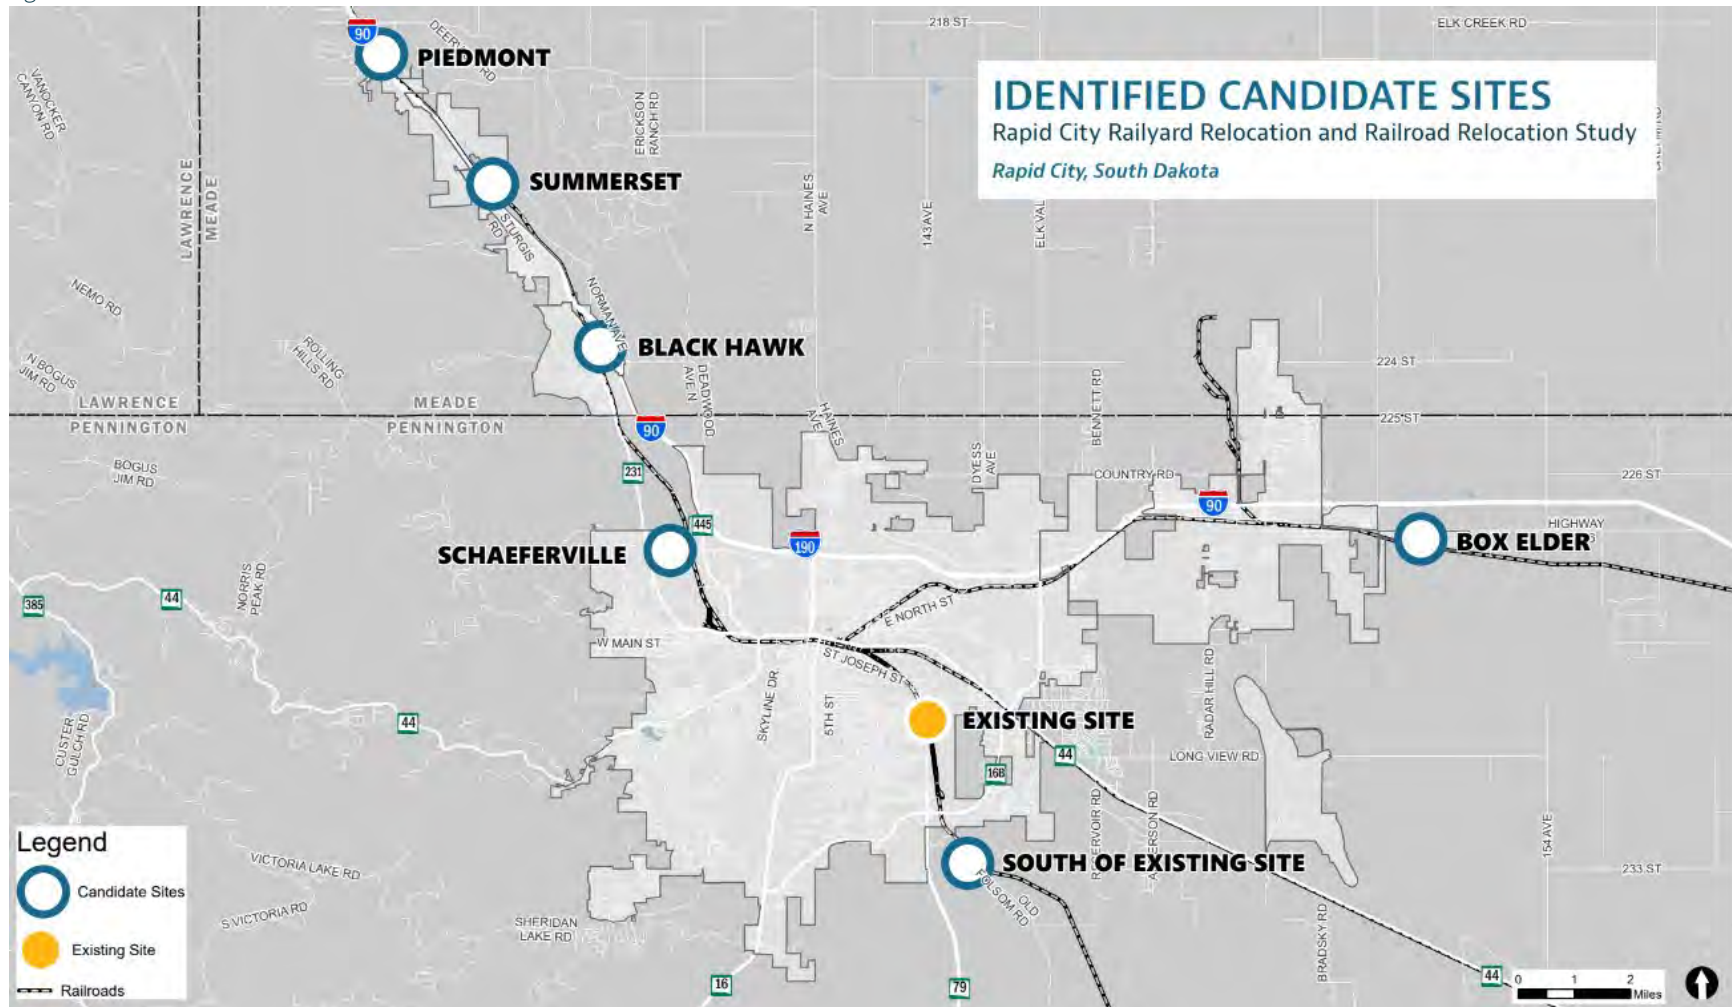 218 ST
ELK CREEK RD
90
PIEDMONT
VANOCKER
CANYON RD
ERICKSON
RANCH RD
IDENTIFIED CANDIDATE SITES
Rapid City Railyard Relocation and Railroad Relocation Study
Rapid City, South Dakota
LAWRENCE
MEADE
SUMMERSET
STURGIS
RD
N HAINES
AVE
143 AVE
NEMO RD
NORMAN AVE
BLACK HAWK
ROLLING
HILLS RD
N BOGUS
JIM RD
DEADWOOD
AVE N
224 ST
BENNETT RD
LAWRENCE
PENNINGTON
MEADE
PENNINGTON
90
HAINES
AVE
225 ST
BOGUS
JIM RD
231
DYESS
AVE
COUNTRY RD
226 ST
90
445
190
SCHAEFERVILLE
HIGHWAY
BOX ELDER
385
44
NORRIS
PEAK RD
E NORTH ST
W MAIN ST
ST JOSEPH ST
SKYLINE DR
5TH ST
RADAR HILL RD
EXISTING SITE
44
CUSTER
GULCH RD
44
LONG VIEW RD
16B
154 AVE
SOUTH OF EXISTING SITE
233 ST
FOLSOM RD
OLD
VICTORIA LAKE RD
S VICTORIA RD
SHERIDAN
LAKE RD
BRADSKY RD
16
79
44
Legend
Candidate Sites
Existing Site
Railroads
0 1 2
Miles